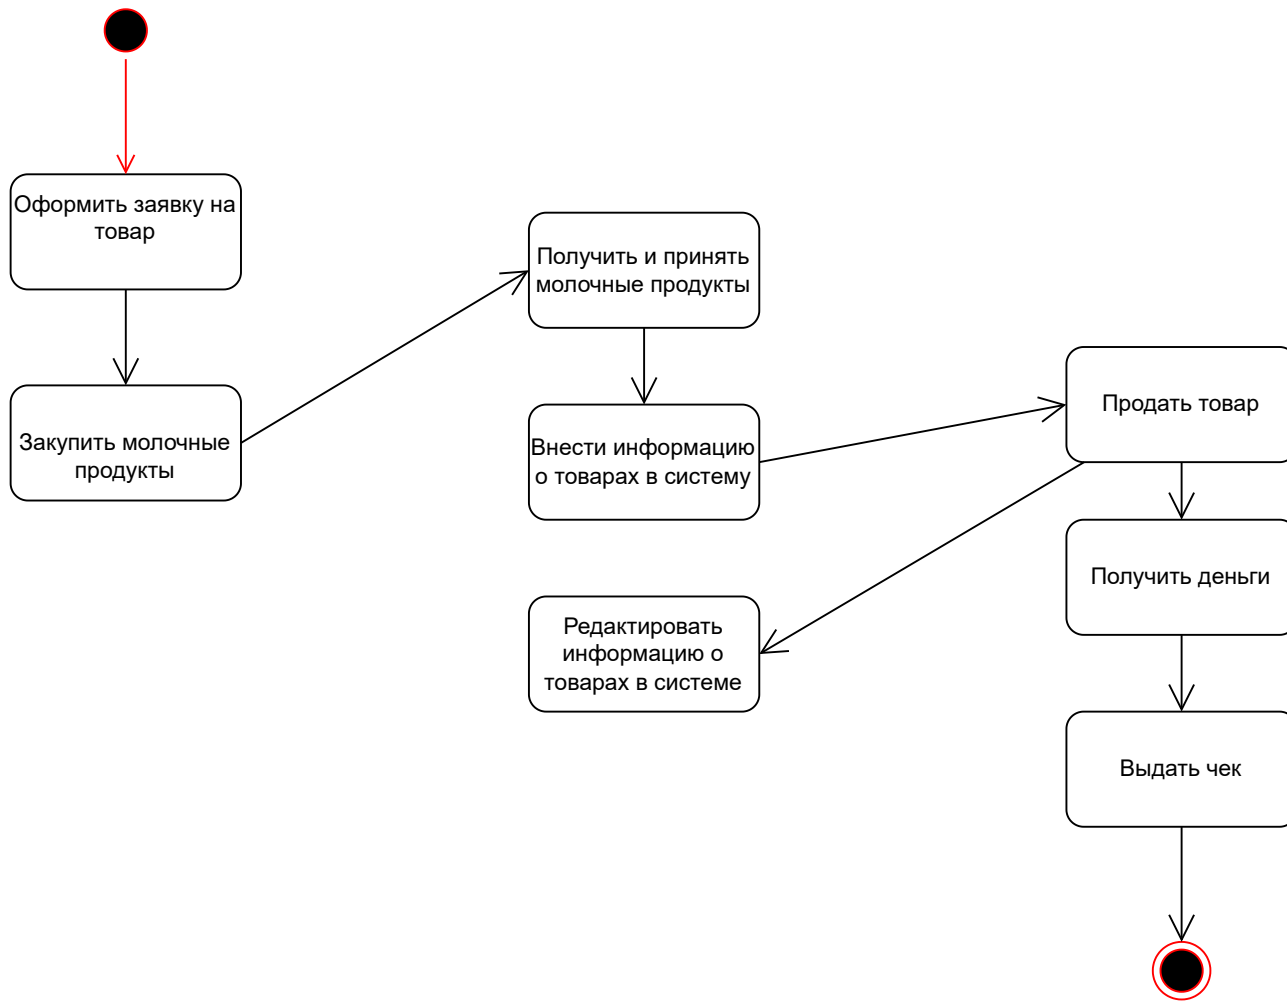 Оформить заявку на
товар
Закупить молочные
продукты
Получить и принять
молочные продукты
Внести информацию
о товарах в систему
Редактировать
информацию о
товарах в системе
Продать товар
Получить деньги
Выдать чек